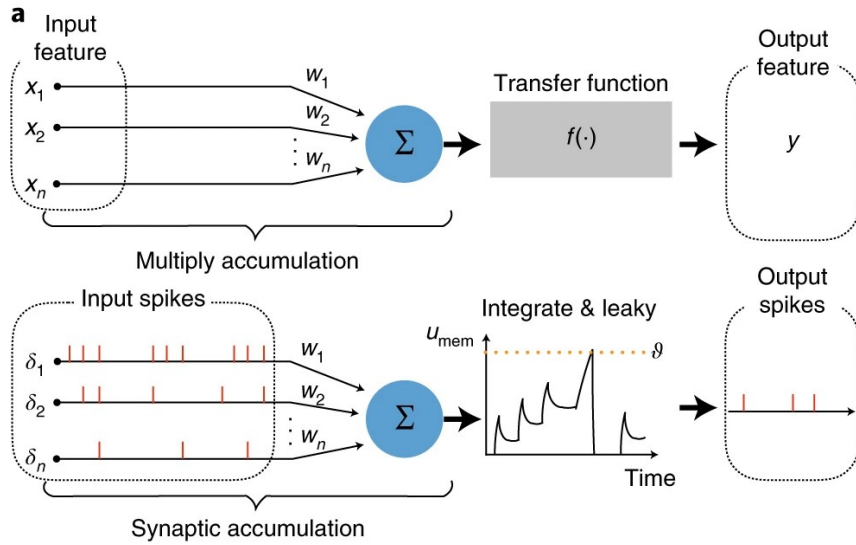 a
Input
feature
x1
x2
xn
w1
w2
⋮
wn
Σ
Transfer function
f(·)
Output
feature
y
Multiply accumulation
Input spikes
δ1
δ2
δn
w1
w2
⋮
wn
Σ
Integrate & leaky
umem
ϑ
Time
Output
spikes
Synaptic accumulation